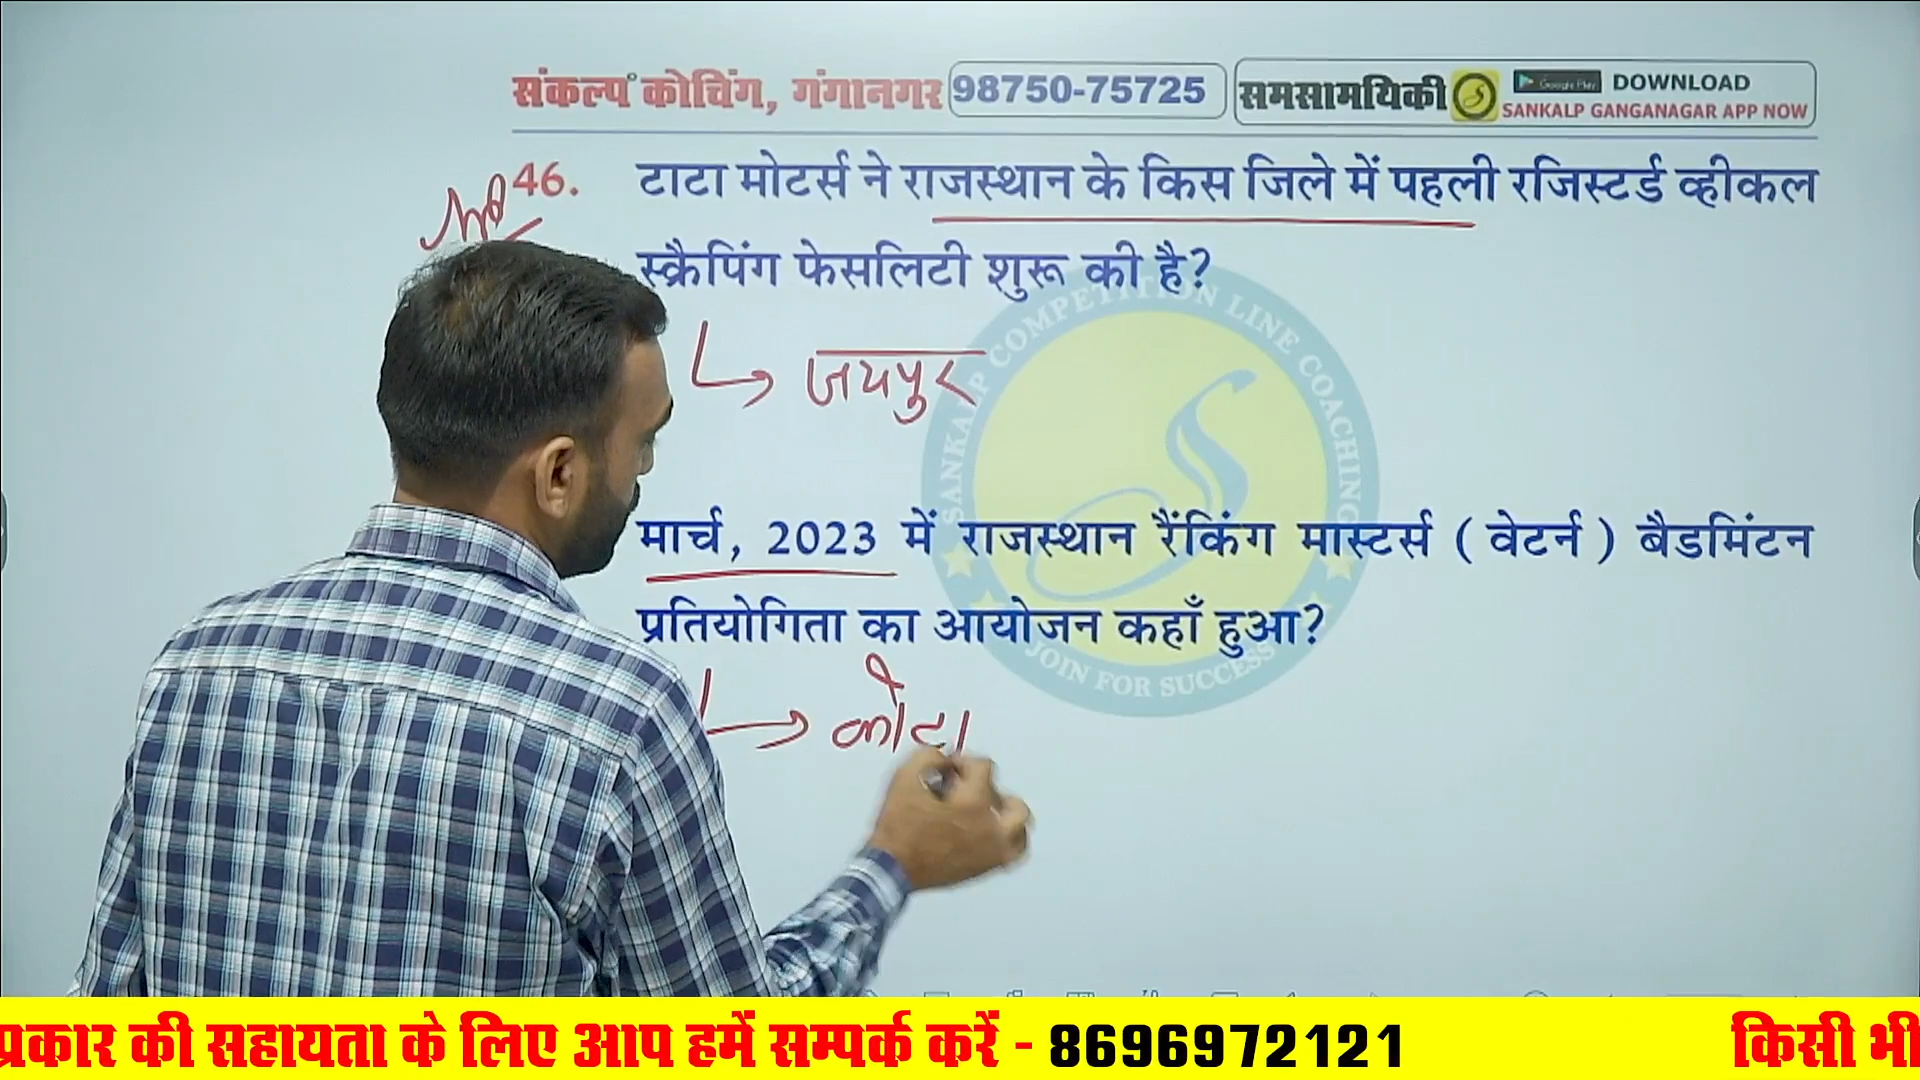 संकल्प कोचिंग, गंगानगर 98750-75725 समसामयिकी Google Play DOWNLOAD
SANKALP GANGANAGAR APP NOW
46. टाटा मोटर्स ने राजस्थान के किस जिले में पहली रजिस्टर्ड व्हीकल
स्क्रैपिंग फेसलिटी शुरू की है?
जयपुर
मार्च, 2023 में राजस्थान रैंकिंग मास्टर्स ( वेटर्न ) बैडमिंटन
प्रतियोगिता का आयोजन कहाँ हुआ?
कोटा
SANKALP COMPETITION LINE COACHING
JOIN FOR SUCCESS
प्रकार की सहायता के लिए आप हमें सम्पर्क करें - 8696972121 किसी भी